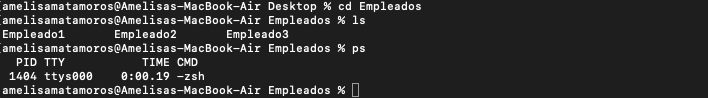 [amelisamatamoros@Amelisas-MacBook-Air Desktop % cd Empleados
[amelisamatamoros@Amelisas-MacBook-Air Empleados % ls
Empleado1 Empleado2 Empleado3
[amelisamatamoros@Amelisas-MacBook-Air Empleados % ps
PID TTY TIME CMD
1404 ttys000 0:00.19 -zsh
amelisamatamoros@Amelisas-MacBook-Air Empleados %